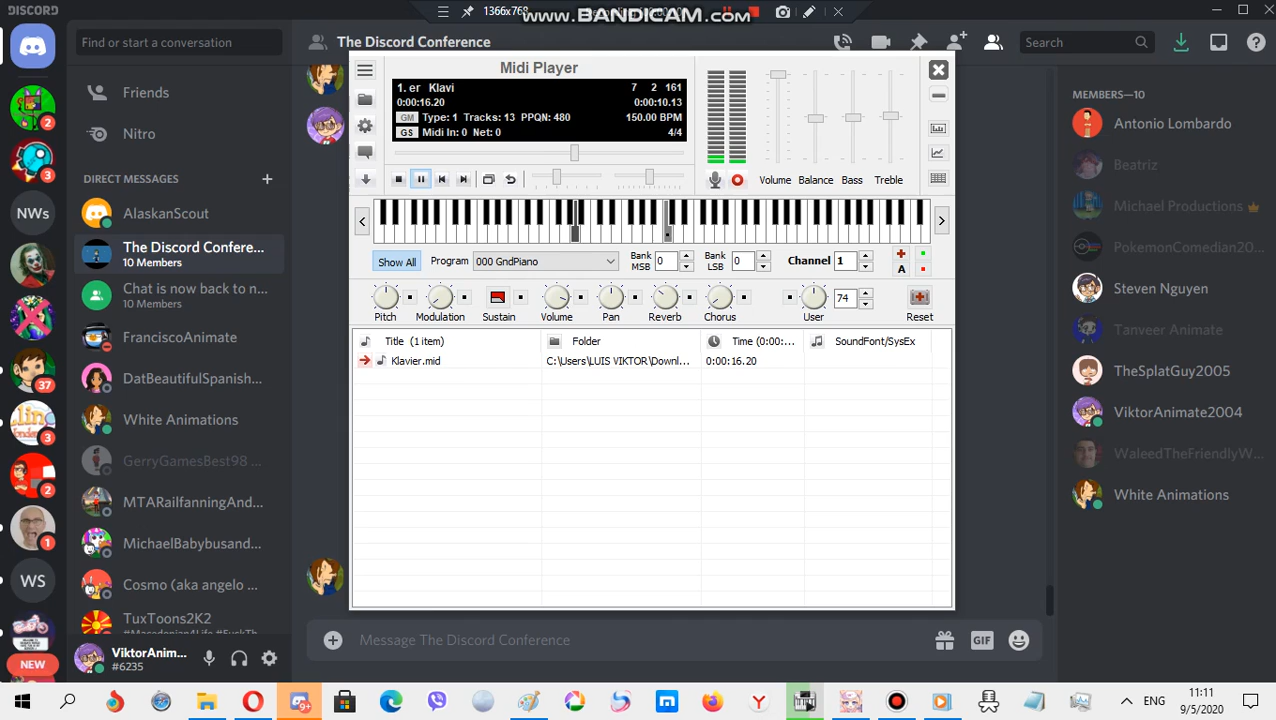 DISCORD
1366x768
www.BANDICAM.com
Find or start a conversation
The Discord Conference
Search
Friends
Nitro
DIRECT MESSAGES
AlaskanScout
The Discord Confere...
10 Members
Chat is now back to n...
10 Members
FranciscoAnimate
DatBeautifulSpanish...
White Animations
GerryGamesBest98 ...
MTARailfanningAnd...
MichaelBabybusand...
Cosmo (aka angelo ...
TuxToons2K2
ViktorAnim...
#6235
NWs
WS
NEW
2
3
37
3
2
1
Midi Player
1. er Klavi
7 2 161
0:00:16.20
0:00:10.13
GM Type: 1 Tracks: 13 PPQN: 480
150.00 BPM
GS Midi In: 0 Net: 0
4/4
Volume Balance Bass Treble
Show All
Program
000 GndPiano
Bank MSB 0
Bank LSB 0
Channel 1
A
Pitch Modulation Sustain Volume Pan Reverb Chorus User 74 Reset
Title (1 item) Folder Time (0:00:... SoundFont/SysEx
Klavier.mid C:\Users\LUIS VIKTOR\Downl... 0:00:16.20
Message The Discord Conference
GIF
MEMBERS—10
Antonio Lombardo
Beatriz
Michael Productions
PokemonComedian20...
Steven Nguyen
Tanveer Animate
TheSplatGuy2005
ViktorAnimate2004
WaleedTheFriendlyW...
White Animations
9+
ENG
11:11
9/5/2020